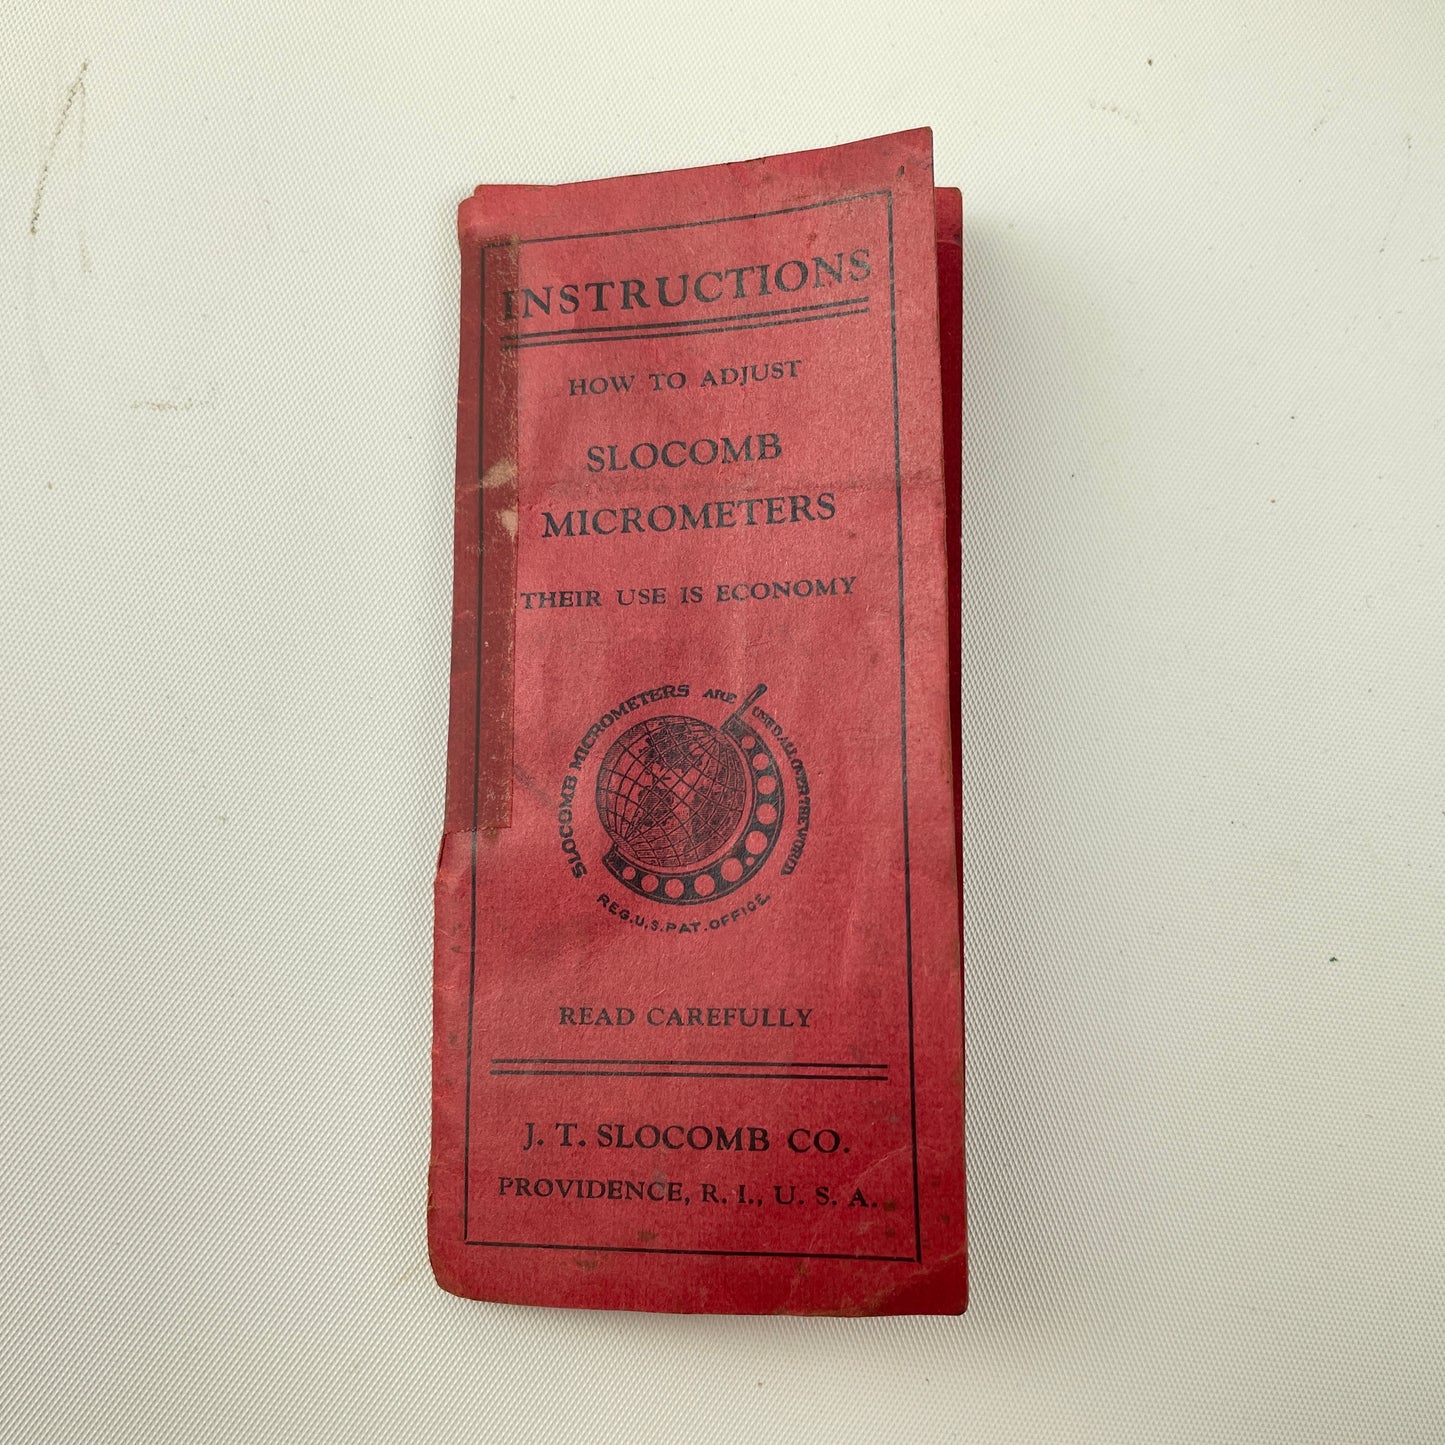 INSTRUCTIONS
HOW TO ADJUST
SLOCOMB
MICROMETERS
THEIR USE IS ECONOMY
SLOCOMB MICROMETERS ARE USED ALL OVER THE WORLD
REG. U.S. PAT. OFFICE.
READ CAREFULLY
J. T. SLOCOMB CO.
PROVIDENCE, R. I., U. S. A.